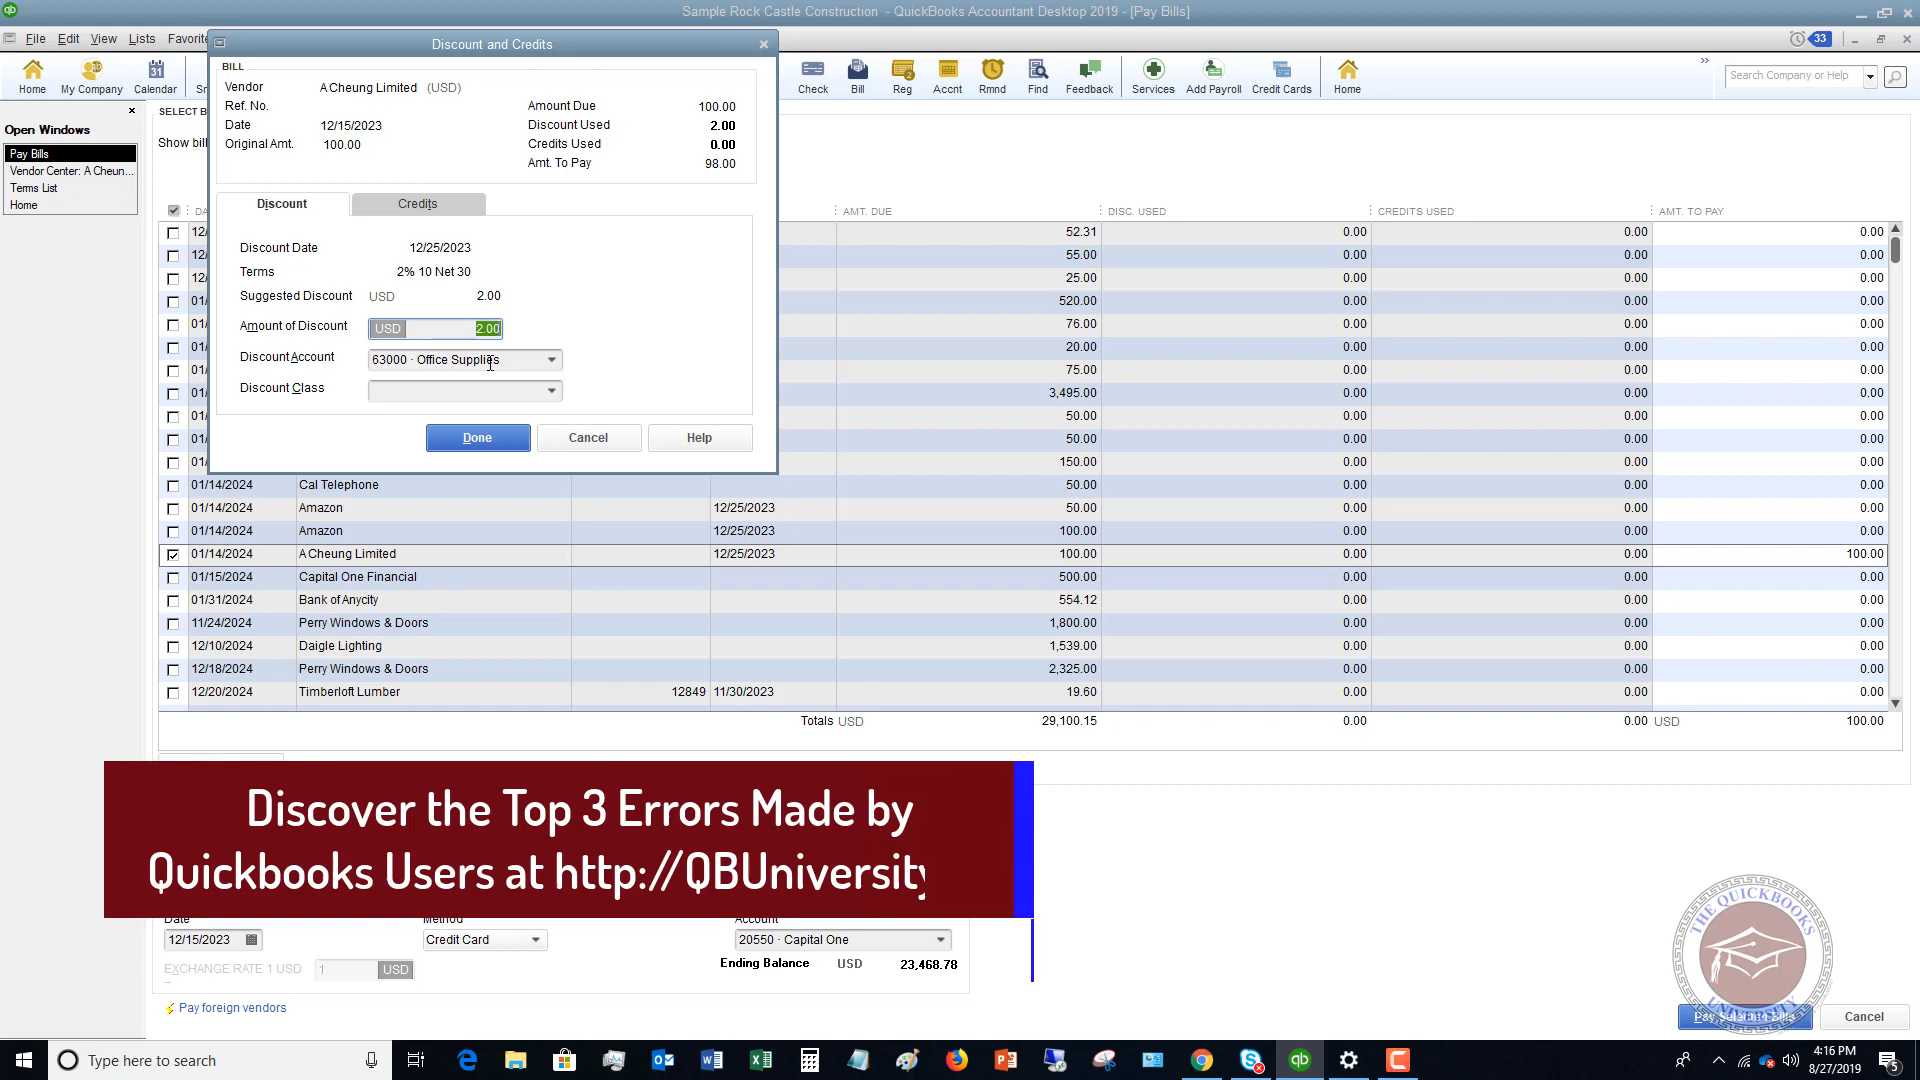 Sample Rock Castle Construction - QuickBooks Accountant Desktop 2019 - [Pay Bills]
File Edit View Lists
33
Home My Company Calendar
Check Bill Reg Accnt Rmnd Find Feedback Services Add Payroll Credit Cards Home
Search Company or Help
Open Windows
Pay Bills
Vendor Center: A Cheun...
Terms List
Home
Discount and Credits
BILL
Vendor A Cheung Limited (USD)
Ref. No. Amount Due 100.00
Date 12/15/2023 Discount Used 2.00
Original Amt. 100.00 Credits Used 0.00
Amt. To Pay 98.00
Discount Credits
Discount Date 12/25/2023
Terms 2% 10 Net 30
Suggested Discount USD 2.00
Amount of Discount USD 2.00
Discount Account 63000 · Office Supplies
Discount Class
Done Cancel Help
AMT. DUE DISC. USED CREDITS USED AMT. TO PAY
52.31 0.00 0.00 0.00
55.00 0.00 0.00 0.00
25.00 0.00 0.00 0.00
520.00 0.00 0.00 0.00
76.00 0.00 0.00 0.00
20.00 0.00 0.00 0.00
75.00 0.00 0.00 0.00
3,495.00 0.00 0.00 0.00
50.00 0.00 0.00 0.00
50.00 0.00 0.00 0.00
150.00 0.00 0.00 0.00
01/14/2024 Cal Telephone 50.00 0.00 0.00 0.00
01/14/2024 Amazon 12/25/2023 50.00 0.00 0.00 0.00
01/14/2024 Amazon 12/25/2023 100.00 0.00 0.00 0.00
01/14/2024 A Cheung Limited 12/25/2023 100.00 0.00 0.00 100.00
01/15/2024 Capital One Financial 500.00 0.00 0.00 0.00
01/31/2024 Bank of Anycity 554.12 0.00 0.00 0.00
11/24/2024 Perry Windows & Doors 1,800.00 0.00 0.00 0.00
12/10/2024 Daigle Lighting 1,539.00 0.00 0.00 0.00
12/18/2024 Perry Windows & Doors 2,325.00 0.00 0.00 0.00
12/20/2024 Timberloft Lumber 12849 11/30/2023 19.60 0.00 0.00 0.00
Totals USD 29,100.15 0.00 0.00 USD 100.00
Discover the Top 3 Errors Made by
Quickbooks Users at http://QBUniversity
Date Method Account
12/15/2023 Credit Card 20550 · Capital One
Ending Balance USD 23,468.78
EXCHANGE RATE 1 USD 1 USD
Pay foreign vendors
THE QUICKBOOKS
UNIVERSITY
Pay Selected Bills Cancel
Type here to search
4:16 PM
8/27/2019
5